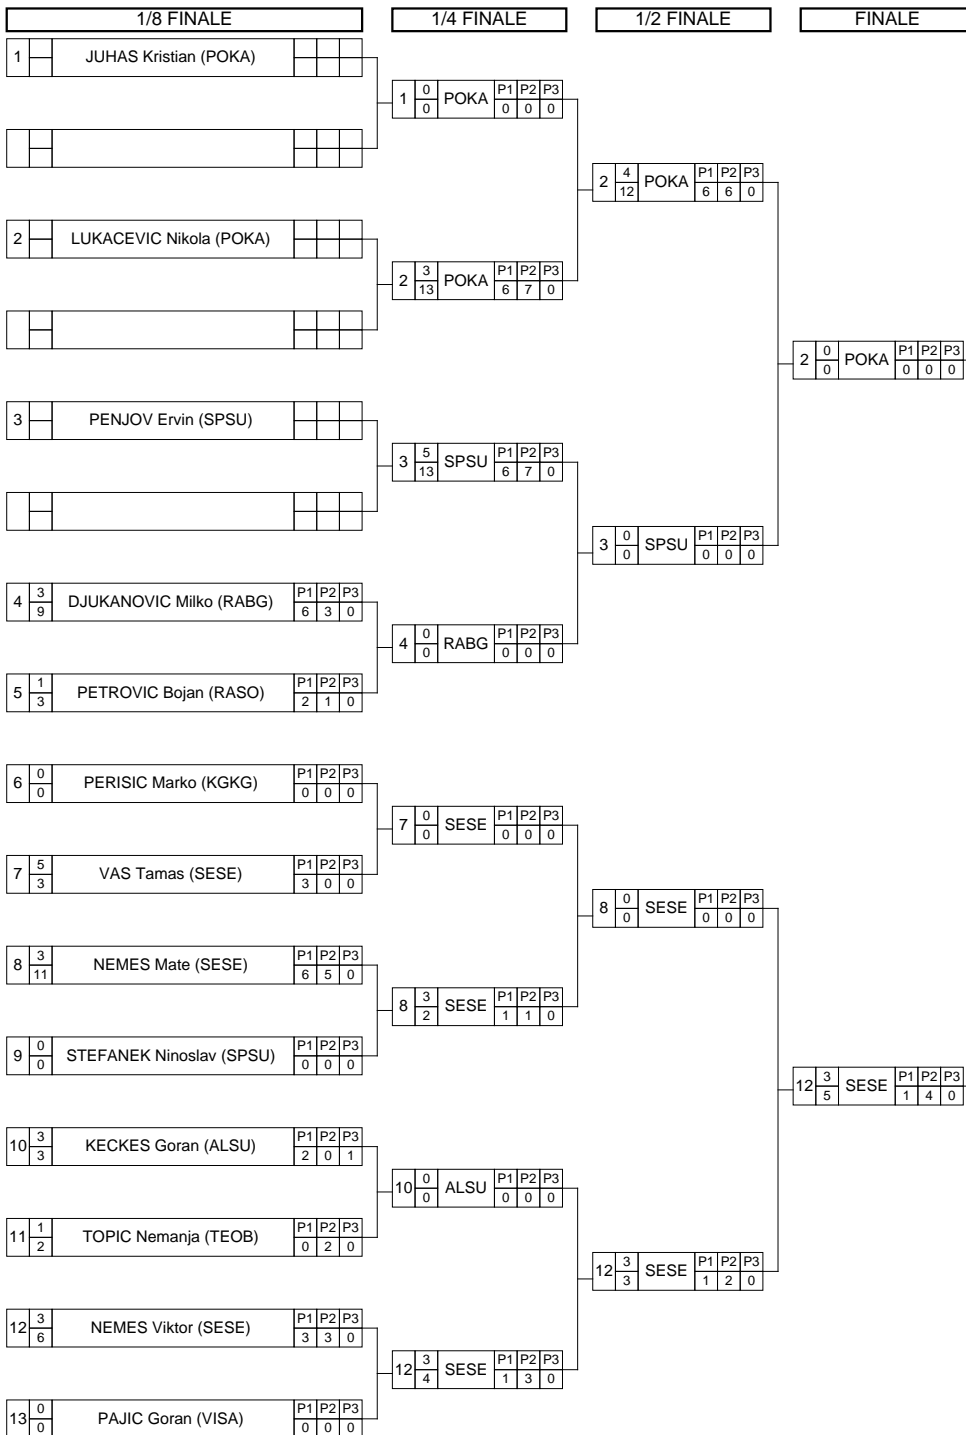 1/8 FINALE 1/4 FINALE 1/2 FINALE FINALE
1 JUHAS Kristian (POKA)
1 0 POKA P1 P2 P3
0 0 0 0
2 4 POKA P1 P2 P3
12 6 6 0
2 LUKACEVIC Nikola (POKA)
2 3 POKA P1 P2 P3
13 6 7 0
2 0 POKA P1 P2 P3
0 0 0 0
3 PENJOV Ervin (SPSU)
3 5 SPSU P1 P2 P3
13 6 7 0
3 0 SPSU P1 P2 P3
0 0 0 0
4 3 DJUKANOVIC Milko (RABG) P1 P2 P3
9 6 3 0
4 0 RABG P1 P2 P3
0 0 0 0
5 1 PETROVIC Bojan (RASO) P1 P2 P3
3 2 1 0
6 0 PERISIC Marko (KGKG) P1 P2 P3
0 0 0 0
7 0 SESE P1 P2 P3
0 0 0 0
7 5 VAS Tamas (SESE) P1 P2 P3
3 3 0 0
8 0 SESE P1 P2 P3
0 0 0 0
8 3 NEMES Mate (SESE) P1 P2 P3
11 6 5 0
8 3 SESE P1 P2 P3
2 1 1 0
9 0 STEFANEK Ninoslav (SPSU) P1 P2 P3
0 0 0 0
12 3 SESE P1 P2 P3
5 1 4 0
10 3 KECKES Goran (ALSU) P1 P2 P3
3 2 0 1
10 0 ALSU P1 P2 P3
0 0 0 0
11 1 TOPIC Nemanja (TEOB) P1 P2 P3
2 0 2 0
12 3 SESE P1 P2 P3
3 1 2 0
12 3 NEMES Viktor (SESE) P1 P2 P3
6 3 3 0
12 3 SESE P1 P2 P3
4 1 3 0
13 0 PAJIC Goran (VISA) P1 P2 P3
0 0 0 0